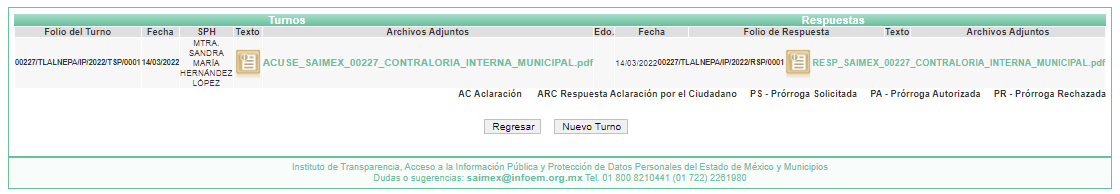 Turnos Respuestas
Folio del Turno Fecha SPH Texto Archivos Adjuntos Edo. Fecha Folio de Respuesta Texto Archivos Adjuntos
00227/TLALNEPA/IP/2022/TSP/0001 14/03/2022 MTRA.
SANDRA
MARÍA
HERNÁNDEZ
LÓPEZ
ACUSE_SAIMEX_00227_CONTRALORIA_INTERNA_MUNICIPAL.pdf 14/03/2022 00227/TLALNEPA/IP/2022/RSP/0001 RESP_SAIMEX_00227_CONTRALORIA_INTERNA_MUNICIPAL.pdf
AC Aclaración ARC Respuesta Aclaración por el Ciudadano PS - Prórroga Solicitada PA - Prórroga Autorizada PR - Prórroga Rechazada
Regresar Nuevo Turno
Instituto de Transparencia, Acceso a la Información Pública y Protección de Datos Personales del Estado de México y Municipios
Dudas o sugerencias: saimex@infoem.org.mx Tel. 01 800 8210441 (01 722) 2261980